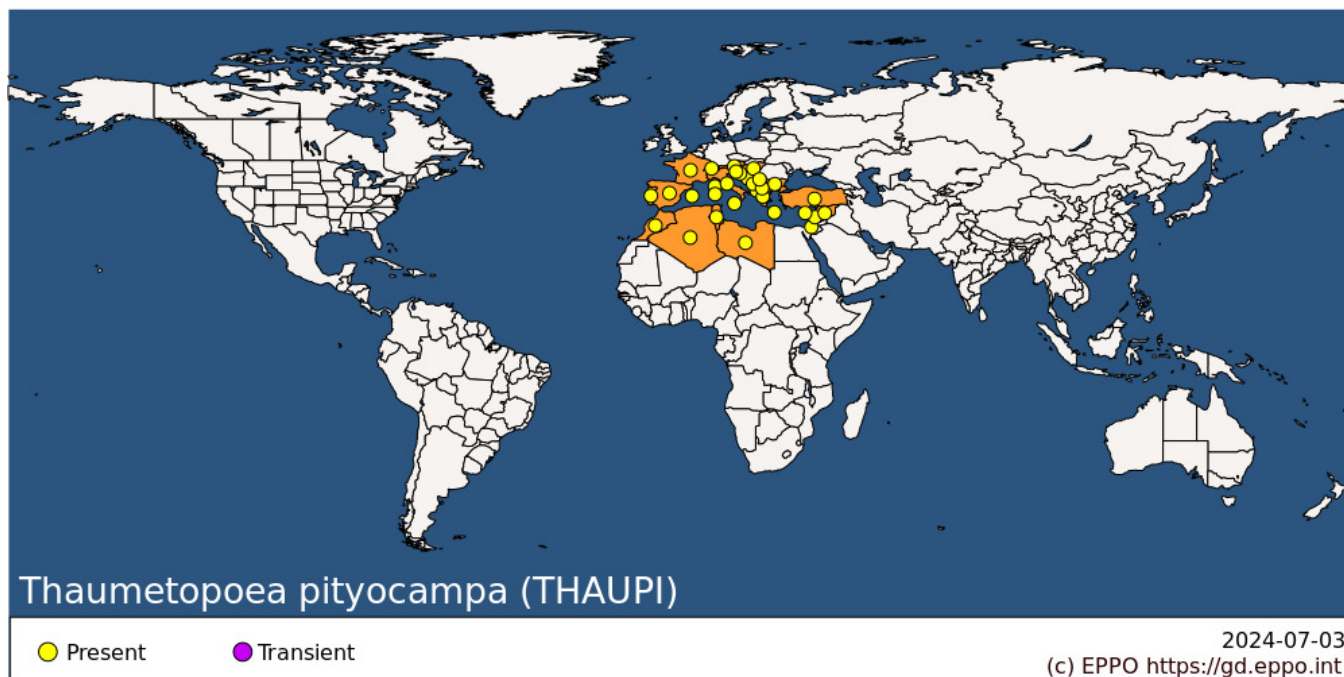 Thaumetopoea pityocampa (THAUPI)
Present
Transient
2024-07-03
(c) EPPO https://gd.eppo.int